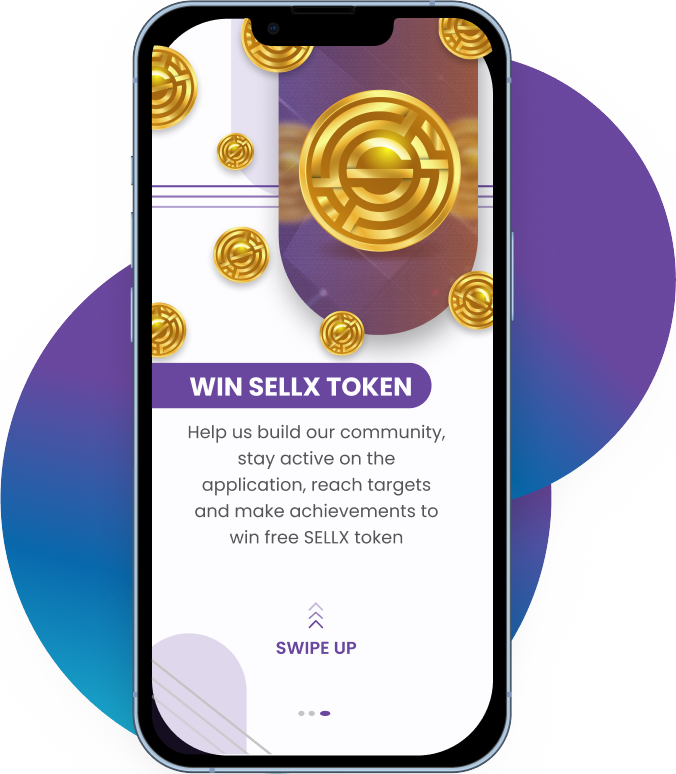 WIN SELLX TOKEN
Help us build our community,
stay active on the
application, reach targets
and make achievements to
win free SELLX token
SWIPE UP